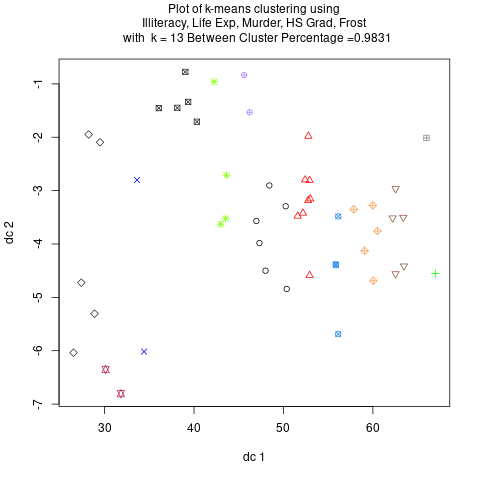 Plot of k-means clustering using
Illiteracy, Life Exp, Murder, HS Grad, Frost
with k = 13 Between Cluster Percentage =0.9831
-1
-2
-3
-4
-5
-6
-7
dc 2
30 40 50 60
dc 1